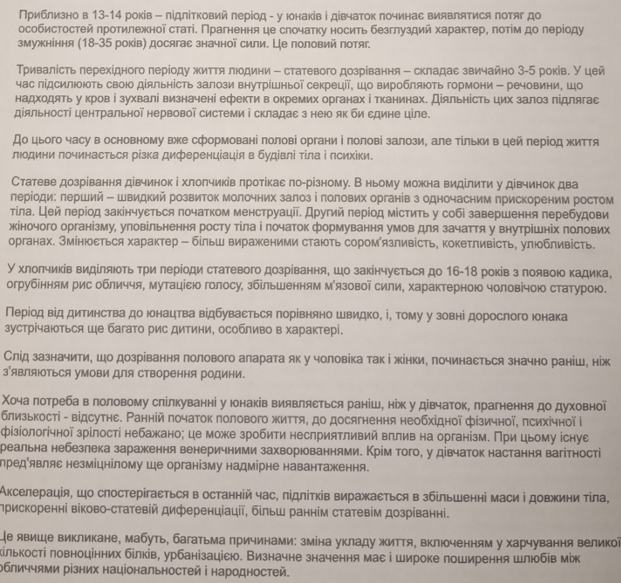 Приблизно в 13-14 років – підлітковий період - у юнаків і дівчаток починає виявлятися потяг до
особистостей протилежної статі. Прагнення це спочатку носить безглуздий характер, потім до періоду
змужніння (18-35 років) досягає значної сили. Це половий потяг.
Тривалість перехідного періоду життя людини – статевого дозрівання – складає звичайно 3-5 років. У цей
час підсилюють свою діяльність залози внутрішньої секреції, що виробляють гормони – речовини, що
надходять у кров і зухвалі визначені ефекти в окремих органах і тканинах. Діяльність цих залоз підлягає
діяльності центральної нервової системи і складає з нею як би єдине ціле.
До цього часу в основному вже сформовані полові органи і полові залози, але тільки в цей період життя
людини починається різка диференціація в будівлі тіла і психіки.
Статеве дозрівання дівчинок і хлопчиків протікає по-різному. В ньому можна виділити у дівчинок два
періоди: перший – швидкий розвиток молочних залоз і полових органів з одночасним прискореним ростом
тіла. Цей період закінчується початком менструації. Другий період містить у собі завершення перебудови
жіночого організму, уповільнення росту тіла і початок формування умов для зачаття у внутрішніх полових
органах. Змінюється характер – більш вираженими стають сором'язливість, кокетливість, улюбливість.
У хлопчиків виділяють три періоди статевого дозрівання, що закінчується до 16-18 років з появою кадика,
огрубінням рис обличчя, мутацією голосу, збільшенням м'язової сили, характерною чоловічою статурою.
Період від дитинства до юнацтва відбувається порівняно швидко, і, тому у зовні дорослого юнака
зустрічаються ще багато рис дитини, особливо в характері.
Слід зазначити, що дозрівання полового апарата як у чоловіка так і жінки, починається значно раніш, ніж
з'являються умови для створення родини.
Хоча потреба в половому спілкуванні у юнаків виявляється раніш, ніж у дівчаток, прагнення до духовної
близькості - відсутнє. Ранній початок полового життя, до досягнення необхідної фізичної, психічної і
фізіологічної зрілості небажано; це може зробити несприятливий вплив на організм. При цьому існує
реальна небезпека зараження венеричними захворюваннями. Крім того, у дівчаток настання вагітності
пред'являє незміцнілому ще організму надмірне навантаження.
Акселерація, що спостерігається в останній час, підлітків виражається в збільшенні маси і довжини тіла,
прискоренні віково-статевій диференціації, більш раннім статевім дозріванні.
Це явище викликане, мабуть, багатьма причинами: зміна укладу життя, включенням у харчування великої
кількості повноцінних білків, урбанізацією. Визначне значення має і широке поширення шлюбів між
обличчями різних національностей і народностей.